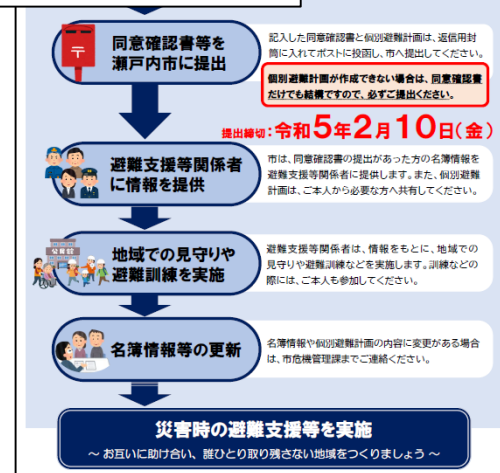 同意確認書等を
瀬戸内市に提出
記入した同意確認書と個別避難計画は、返信用封
筒に入れてポストに投函し、市へ提出してください。
個別避難計画が作成できない場合は、同意確認書
だけでも結構ですので、必ずご提出ください。
提出締切:令和5年2月10日(金)
避難支援等関係者
に情報を提供
市は、同意確認書の提出があった方の名簿情報を
避難支援等関係者に提供します。また、個別避難
計画は、ご本人から必要な方へ共有してください。
公民館
地域での見守りや
避難訓練を実施
避難支援等関係者は、情報をもとに、地域での
見守りや避難訓練などを実施します。訓練などの
際には、ご本人も参加してください。
名簿情報等の更新
名簿情報や個別避難計画の内容に変更がある場合
は、市危機管理課までご連絡ください。
災害時の避難支援等を実施
～ お互いに助け合い、誰ひとり取り残さない地域をつくりましょう ～